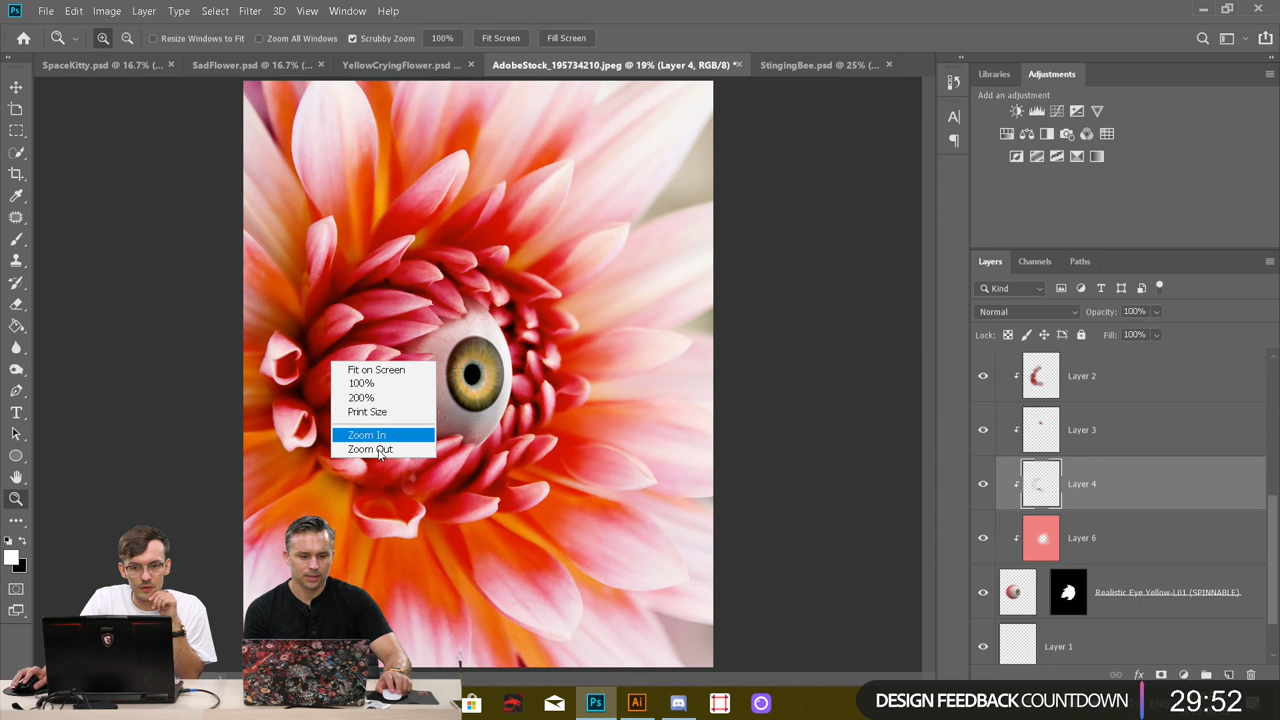 Ps File Edit Image Layer Type Select Filter 3D View Window Help
Resize Windows to Fit Zoom All Windows Scrubby Zoom 100% Fit Screen Fill Screen
SpaceKitty.psd @ 16.7% (... × SadFlower.psd @ 16.7% (... × YellowCryingFlower.psd ... × AdobeStock_195734210.jpeg @ 19% (Layer 4, RGB/8) * × StingingBee.psd @ 25% (... ×
Libraries Adjustments
Add an adjustment
Layers Channels Paths
Kind
Normal Opacity: 100%
Lock: Fill: 100%
Layer 2
Layer 3
Layer 4
Layer 6
Realistic Eye Yellow-L01 (SPINNABLE)
Layer 1
fx
Fit on Screen
100%
200%
Print Size
Zoom In
Zoom Out
Ps Ai
DESIGN FEEDBACK COUNTDOWN 29:52